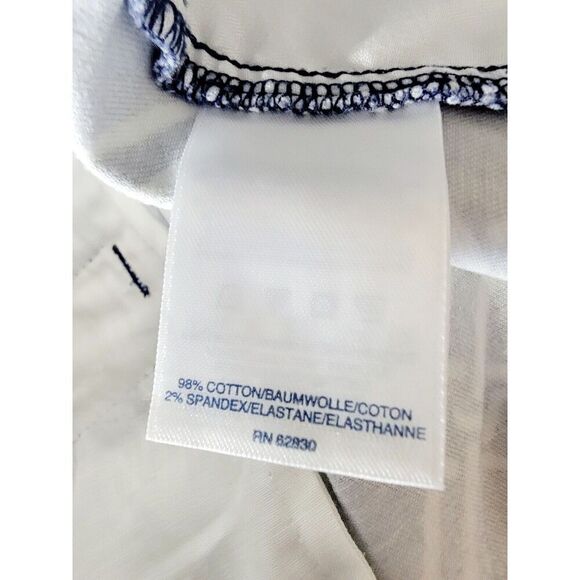 98% COTTON/BAUMWOLLE/COTON
2% SPANDEX/ELASTANE/ELASTHANNE
RN 62830